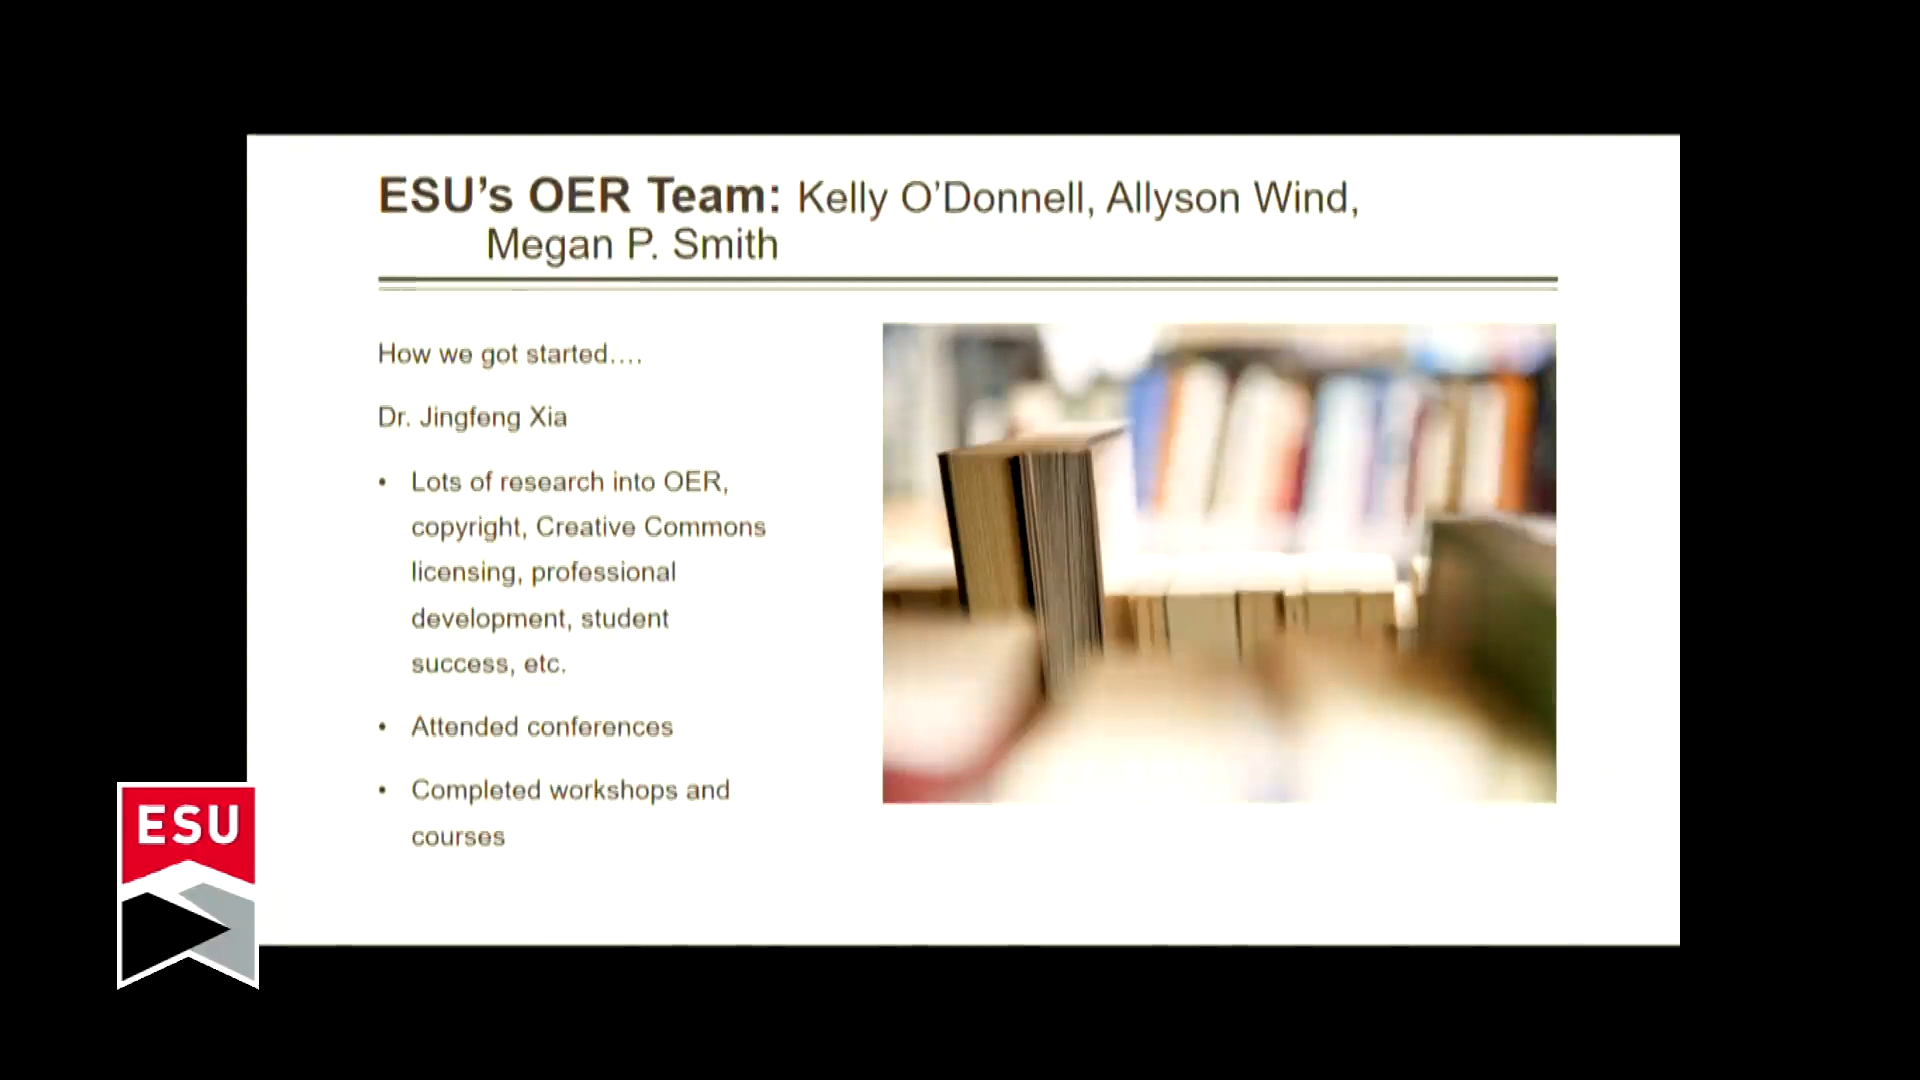 ESU’s OER Team: Kelly O’Donnell, Allyson Wind,
Megan P. Smith
How we got started….
Dr. Jingfeng Xia
• Lots of research into OER,
copyright, Creative Commons
licensing, professional
development, student
success, etc.
• Attended conferences
• Completed workshops and
courses
ESU